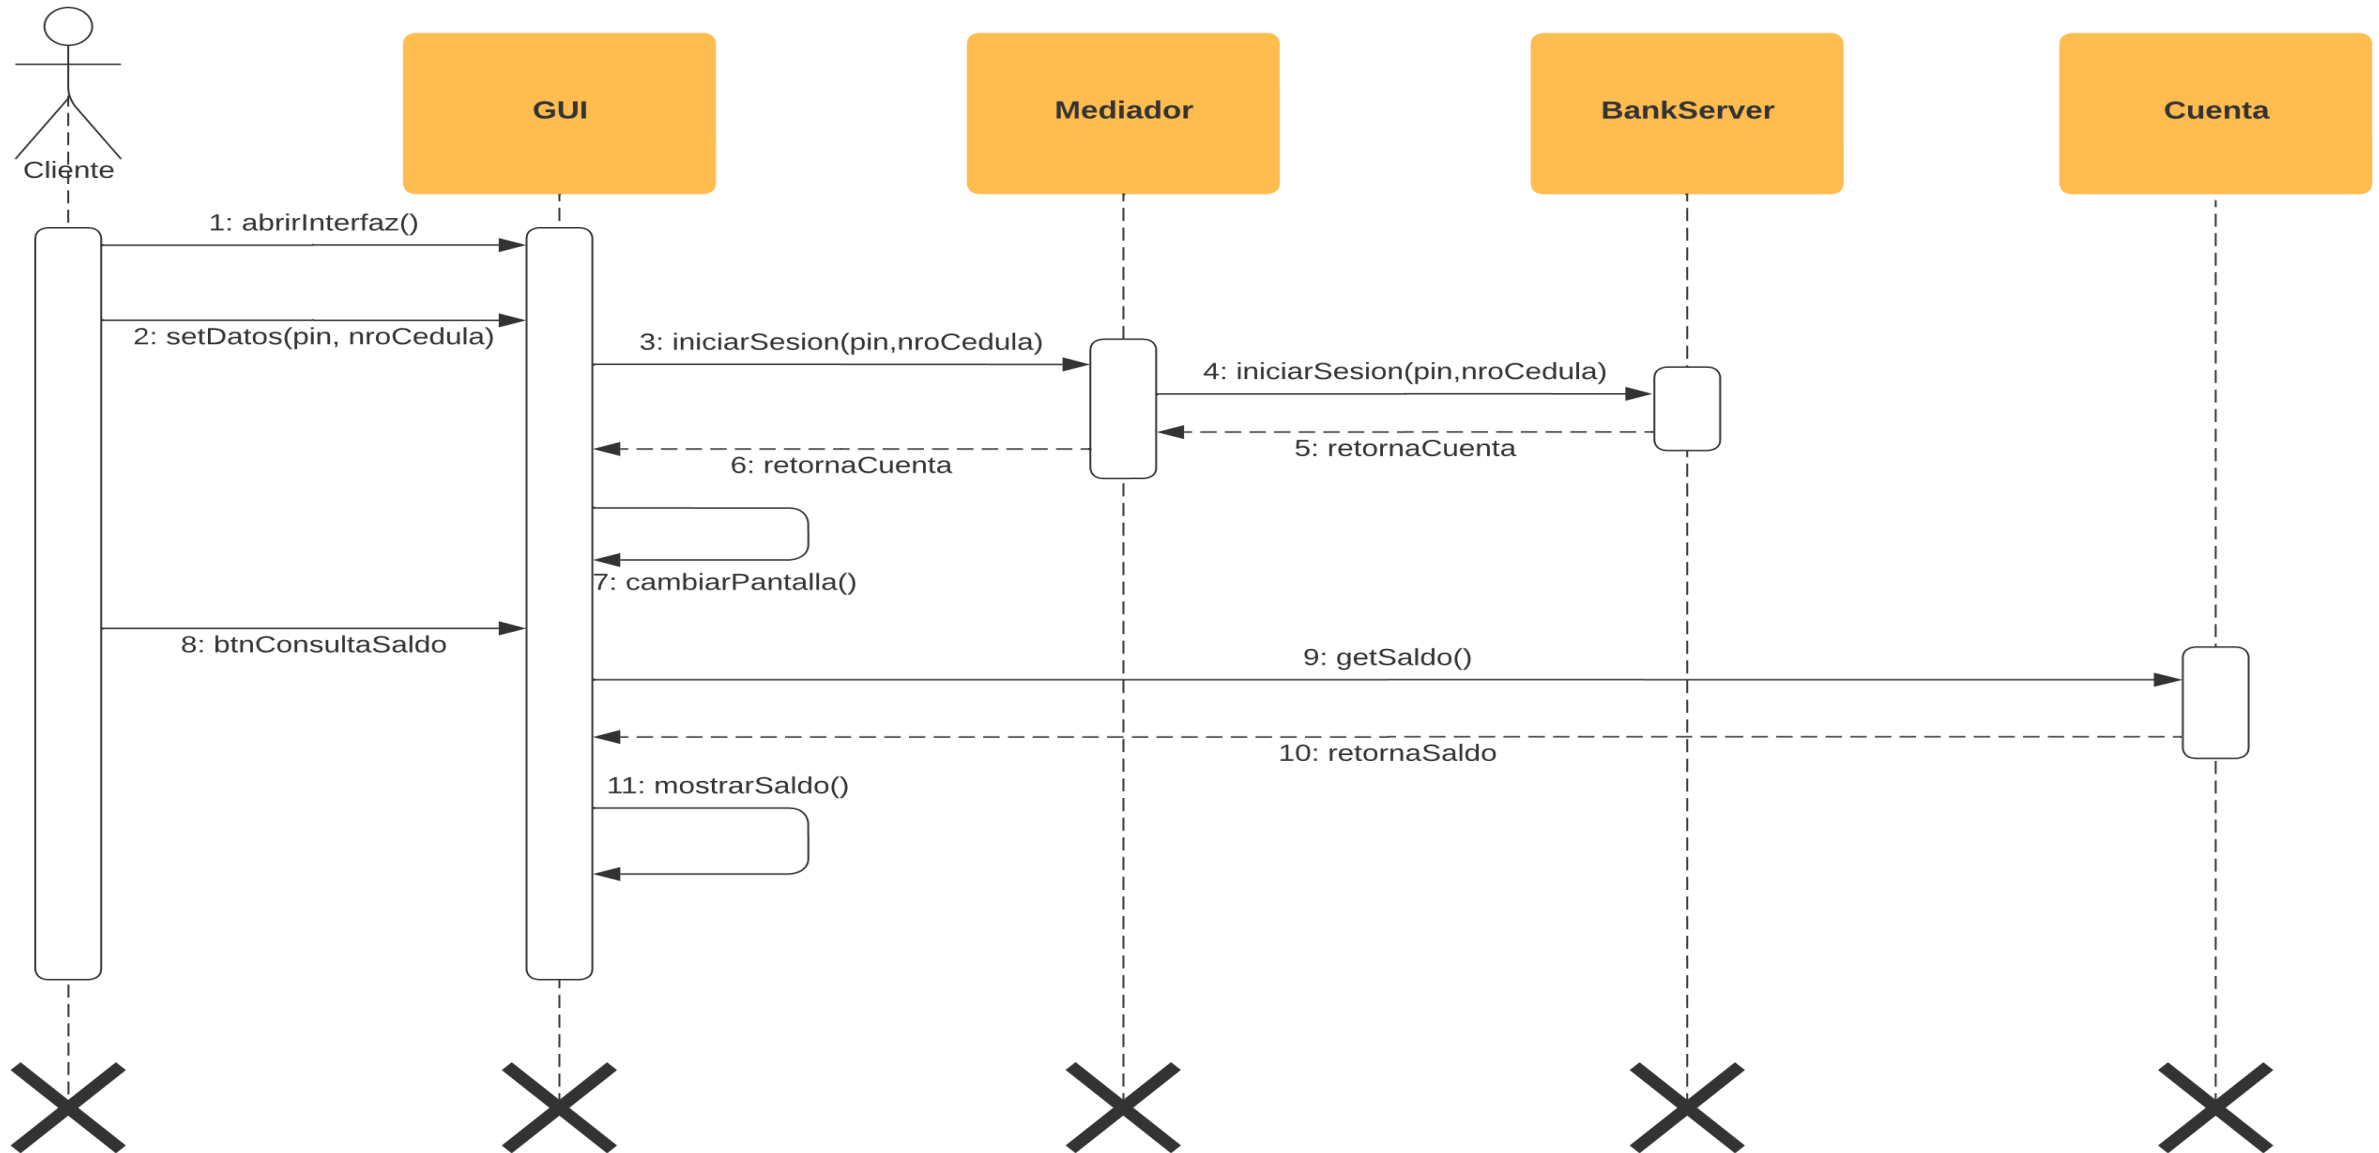 Cliente
GUI
Mediador
BankServer
Cuenta
1: abrirInterfaz()
2: setDatos(pin, nroCedula)
3: iniciarSesion(pin,nroCedula)
4: iniciarSesion(pin,nroCedula)
5: retornaCuenta
6: retornaCuenta
7: cambiarPantalla()
8: btnConsultaSaldo
9: getSaldo()
10: retornaSaldo
11: mostrarSaldo()